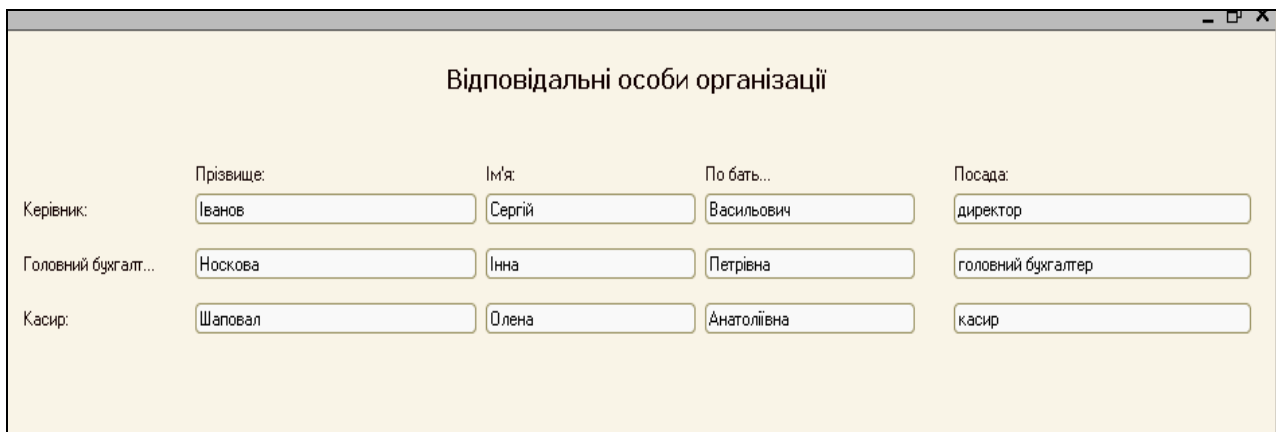 Відповідальні особи організації
Прізвище: Ім'я: По бать... Посада:
Керівник: Іванов Сергій Васильович директор
Головний бухгалт... Носкова Інна Петрівна головний бухгалтер
Касир: Шаповал Олена Анатоліївна касир